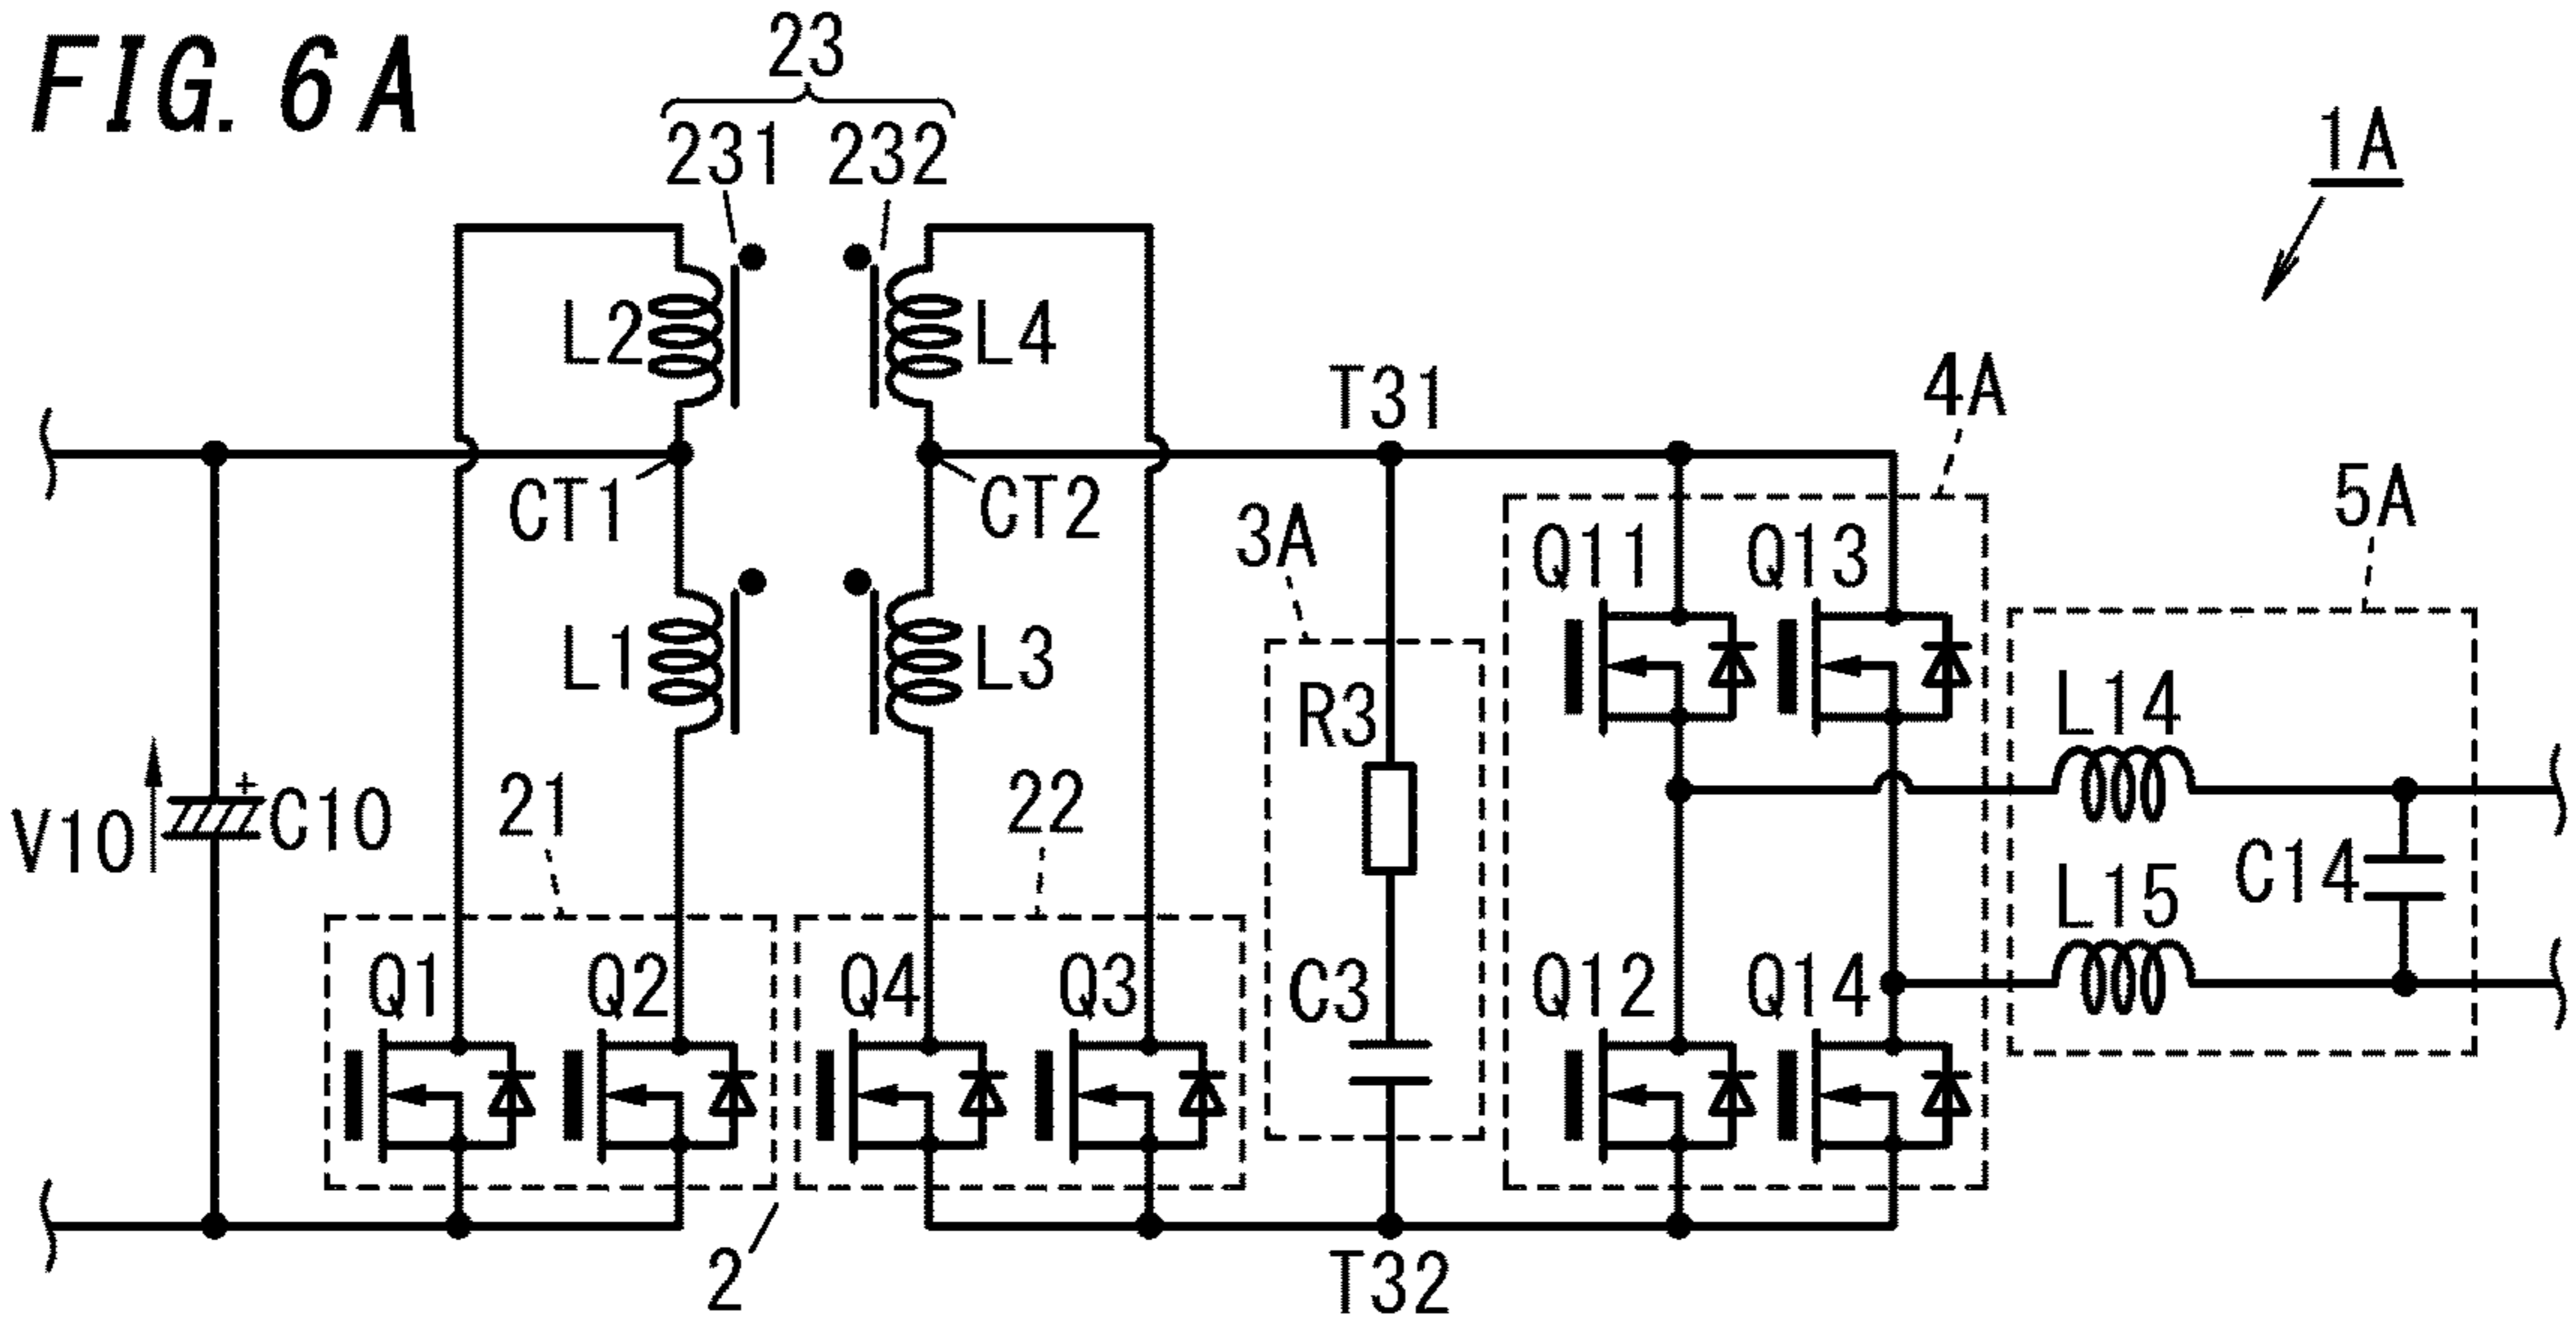 FIG. 6A
23
231 232
1A
L2 L4
T31
4A
CT1 CT2
3A
5A
Q11 Q13
L1 L3
R3
L14
V10
+
C10
21
22
C14
L15
Q1 Q2 Q4 Q3
C3
Q12 Q14
2
T32